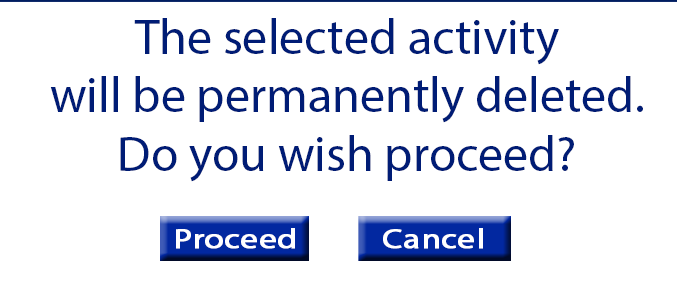 The selected activity
will be permanently deleted.
Do you wish proceed?
Proceed Cancel